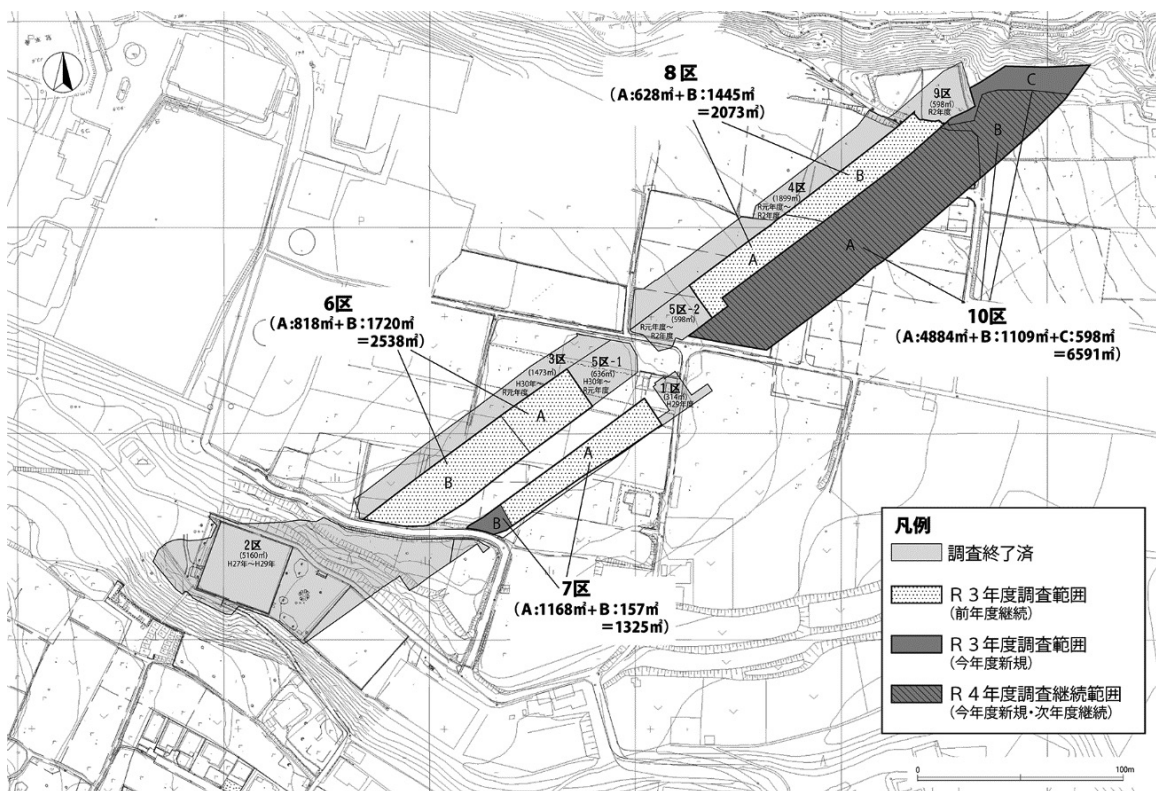 8区
(A:628㎡+B:1445㎡
=2073㎡)
9区
(598㎡)
R2年度
C
B
4区
(1899㎡)
R元年度～
R2年度
B
A
A
5区-2
(598㎡)
R元年度～
R2年度
10区
(A:4884㎡+B:1109㎡+C:598㎡
=6591㎡)
6区
(A:818㎡+B:1720㎡
=2538㎡)
3区
(1473㎡)
H30年～
R元年度
5区-1
(636㎡)
H30年～
R元年度
1区
(314㎡)
H29年度
A
A
B
B
2区
(5160㎡)
H27年～H29年
7区
(A:1168㎡+B:157㎡
=1325㎡)
凡例
調査終了済
R3年度調査範囲
(前年度継続)
R3年度調査範囲
(今年度新規)
R4年度調査継続範囲
(今年度新規・次年度継続)
0
100m